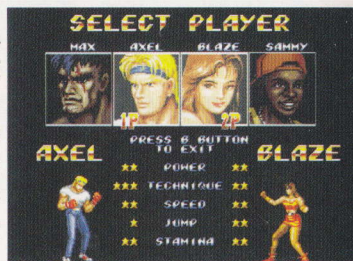 SELECT PLAYER
MAX AXEL BLAZE SAMMY
1P 2P
PRESS B BUTTON
TO EXIT
AXEL BLAZE
POWER
TECHNIQUE
SPEED
JUMP
STAMINA